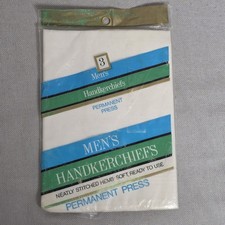 3
Men's
Handkerchiefs
PERMANENT
PRESS
MEN'S
HANDKERCHIEFS
NEATLY STITCHED HEMS SOFT, READY TO USE.
PERMANENT PRESS